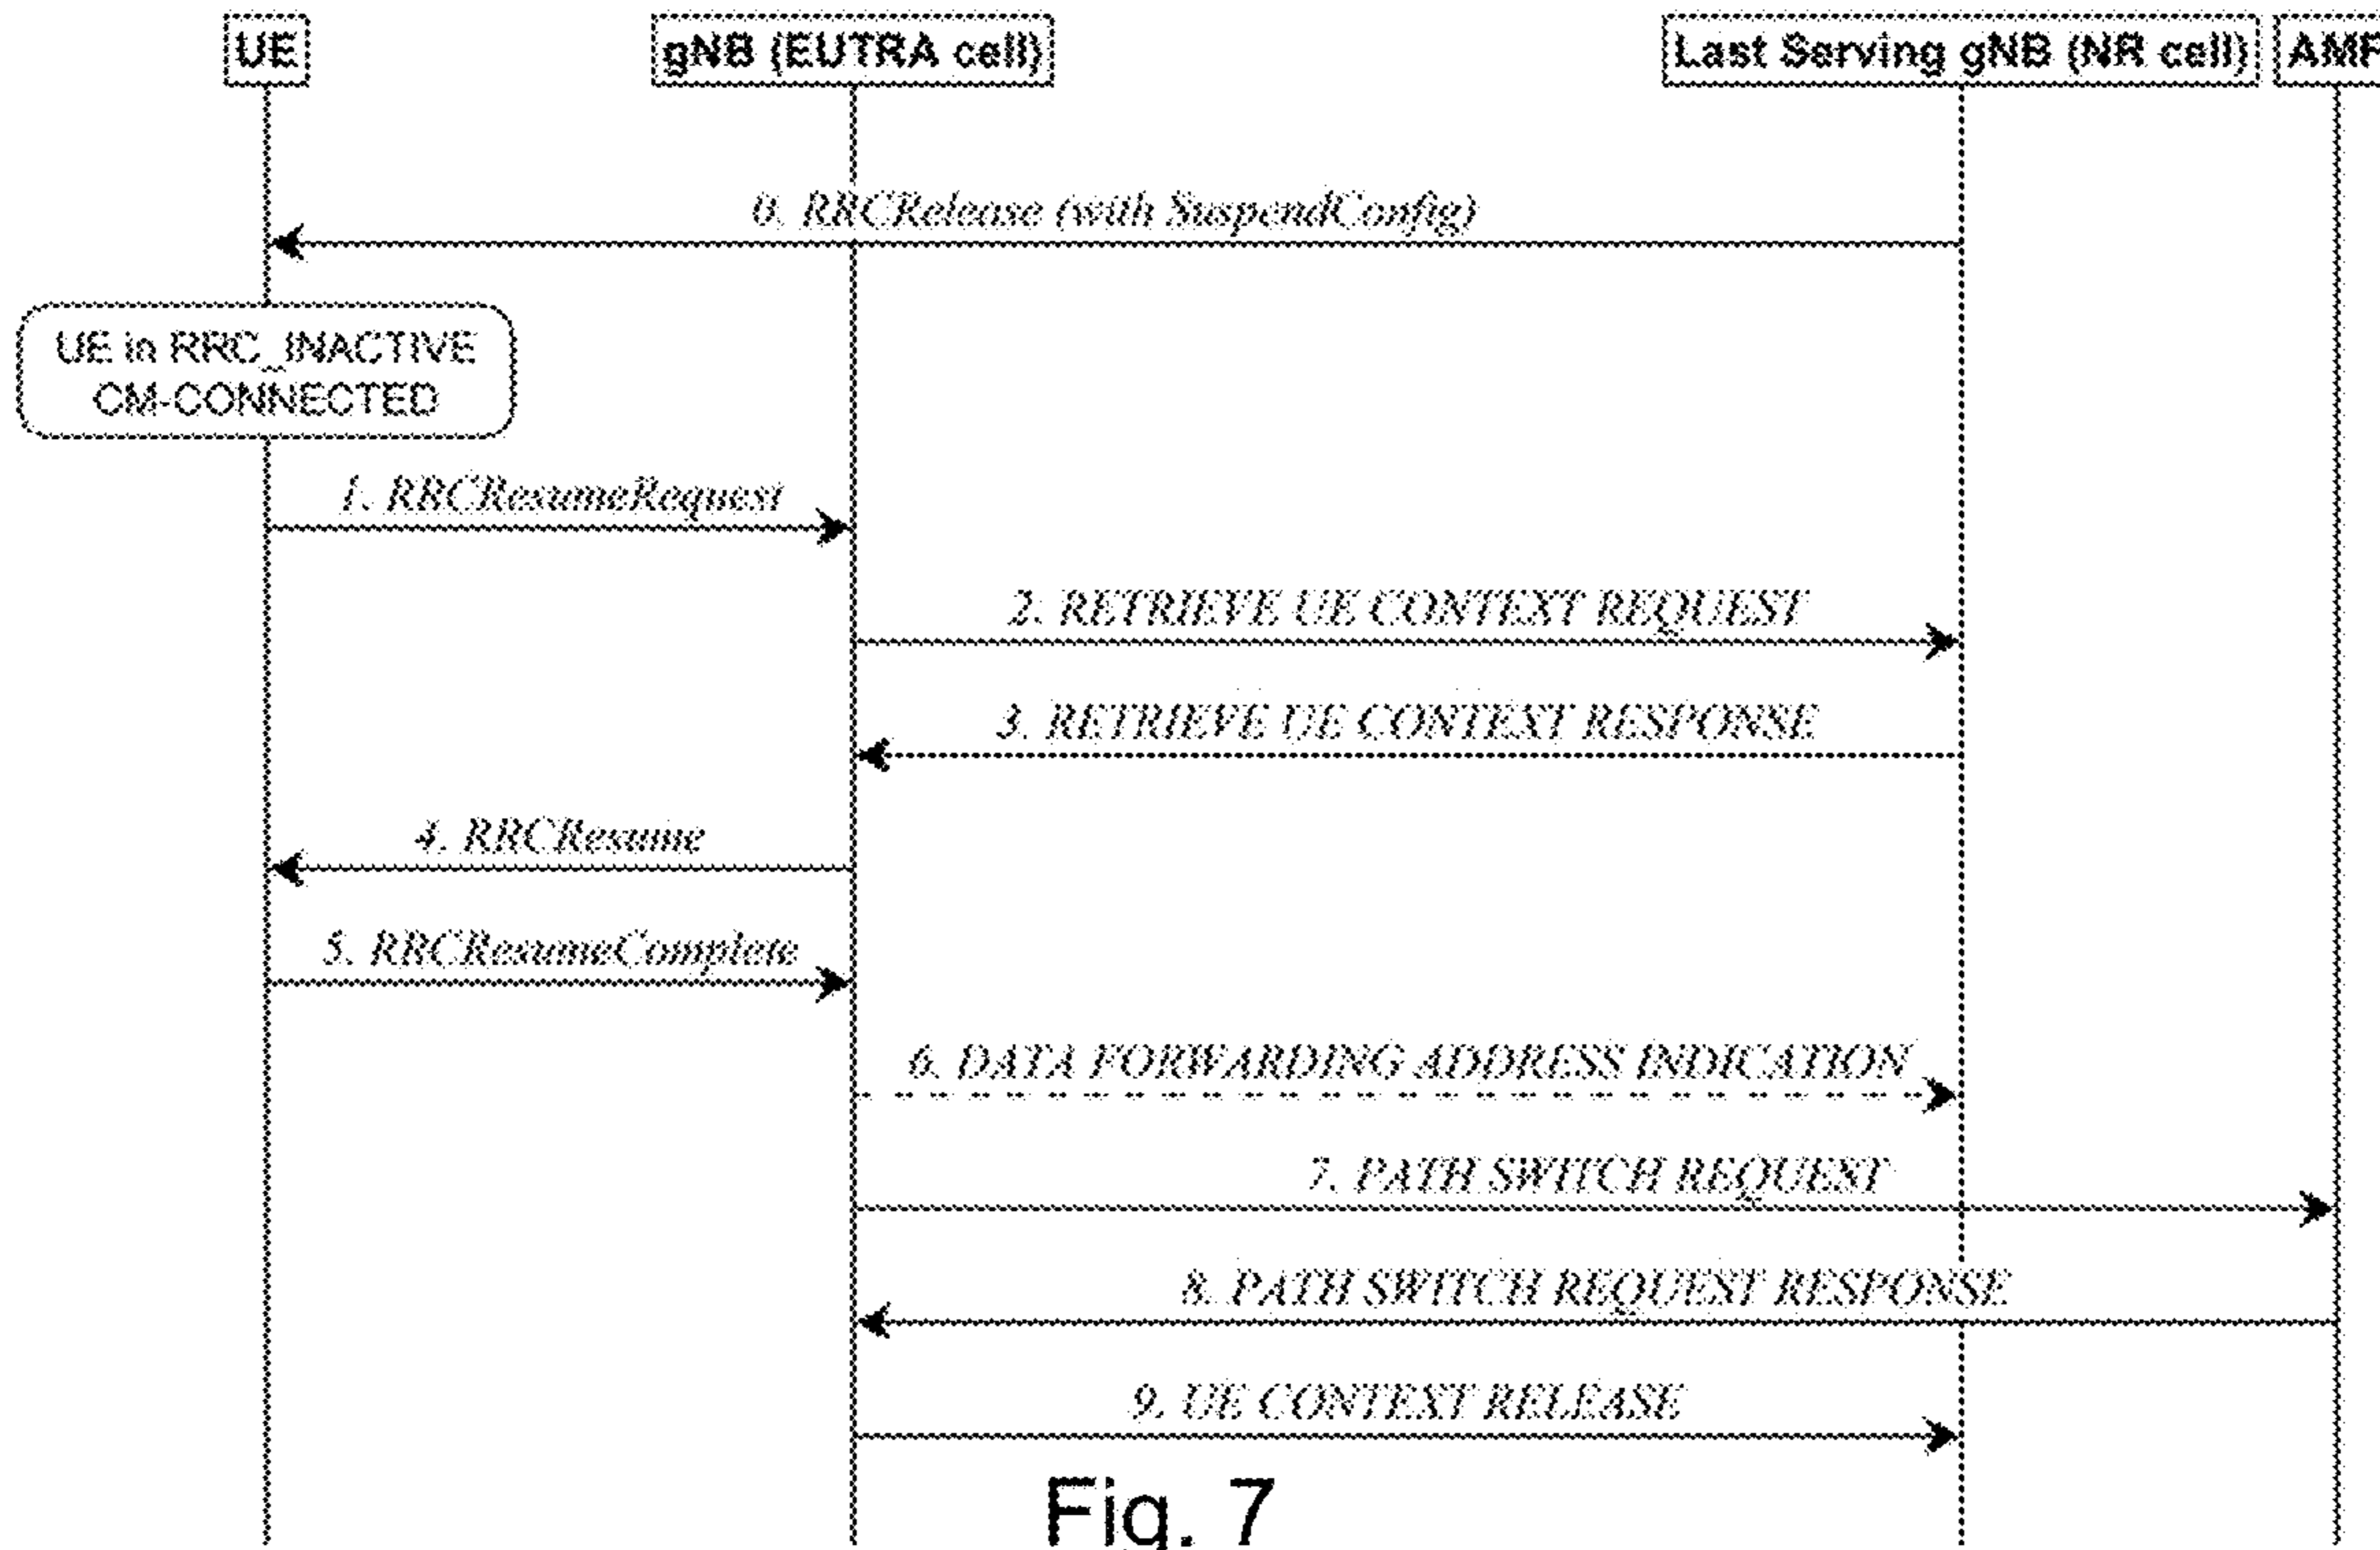 UE
gNB (EUTRA cell)
Last Serving gNB (NR cell)
AMF
0. RRCRelease (with SuspendConfig)
UE in RRC_INACTIVE
CM-CONNECTED
1. RRCResumeRequest
2. RETRIEVE UE CONTEXT REQUEST
3. RETRIEVE UE CONTEXT RESPONSE
4. RRCResume
5. RRCResumeComplete
6. DATA FORWARDING ADDRESS INDICATION
7. PATH SWITCH REQUEST
8. PATH SWITCH REQUEST RESPONSE
9. UE CONTEXT RELEASE
Fig. 7